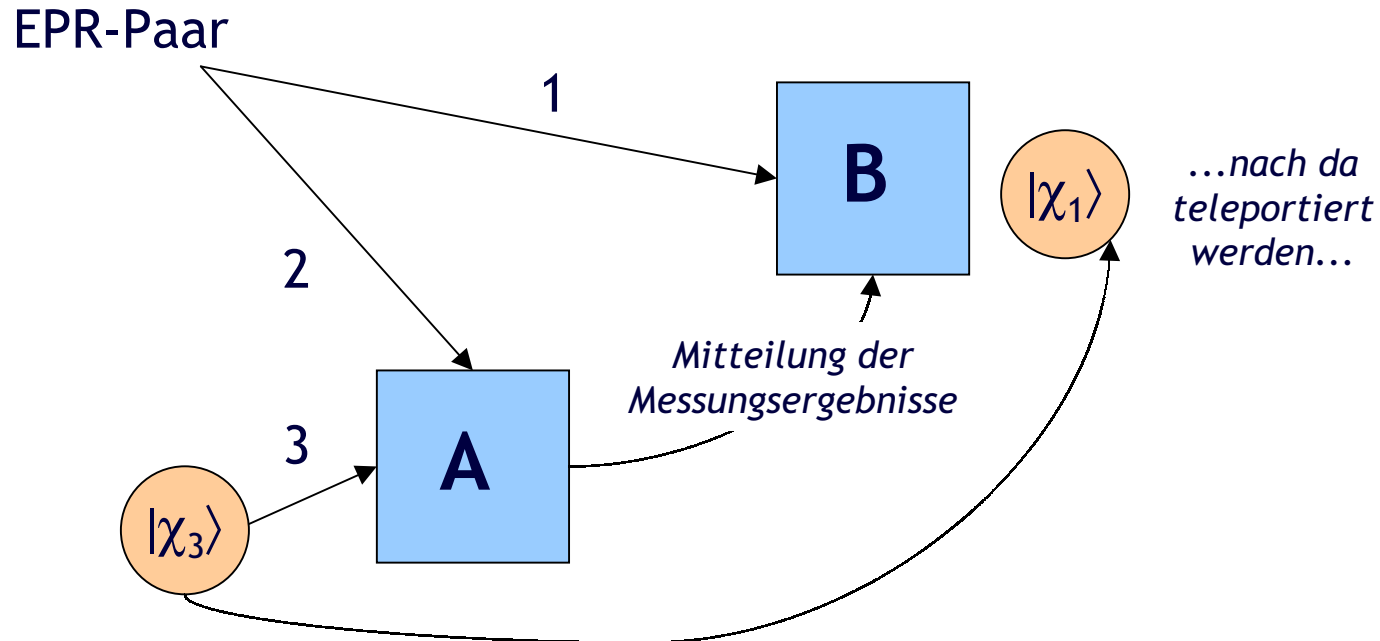 EPR-Paar
1
B
|χ₁⟩
...nach da
teleportiert
werden...
2
Mitteilung der
Messungsergebnisse
3
A
|χ₃⟩